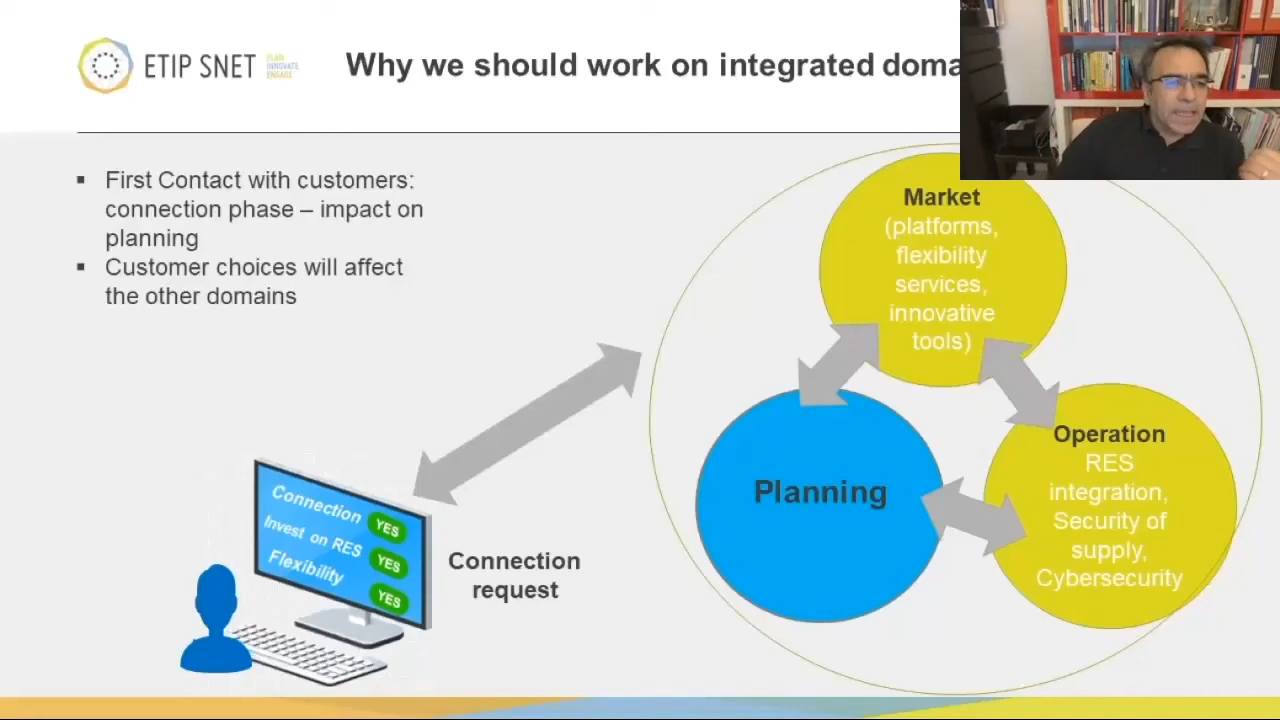 ETIP SNET
PLAN
INNOVATE
ENGAGE
Why we should work on integrated doma
▪ First Contact with customers:
connection phase – impact on
planning
▪ Customer choices will affect
the other domains
Market
(platforms,
flexibility
services,
innovative
tools)
Planning
Operation
RES
integration,
Security of
supply,
Cybersecurity
Connection YES
Invest on RES YES
Flexibility YES
Connection
request